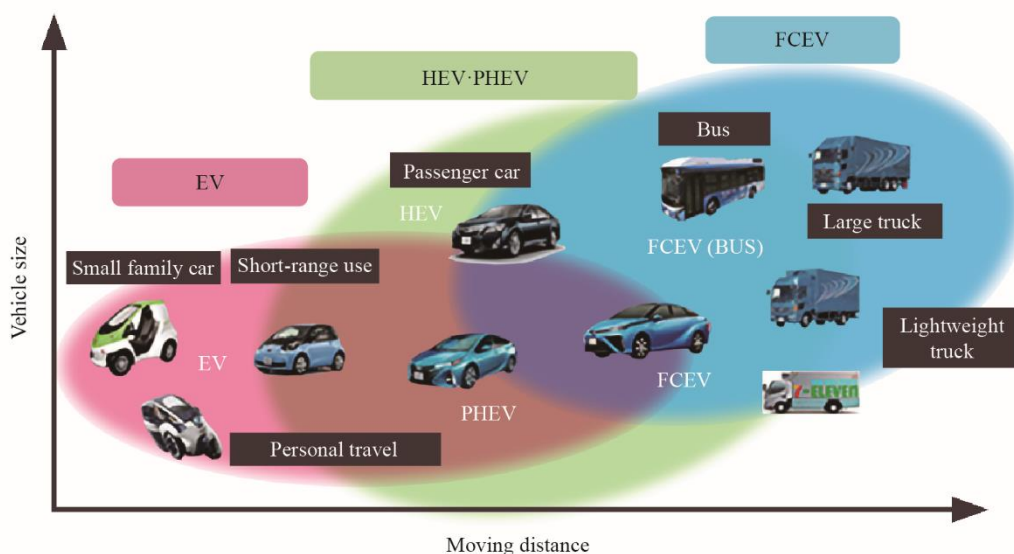 FCEV
HEV·PHEV
EV
Bus
Passenger car
HEV
FCEV (BUS)
Large truck
Small family car
Short-range use
EV
PHEV
FCEV
Lightweight
truck
7-ELEVEN
Personal travel
Vehicle size
Moving distance